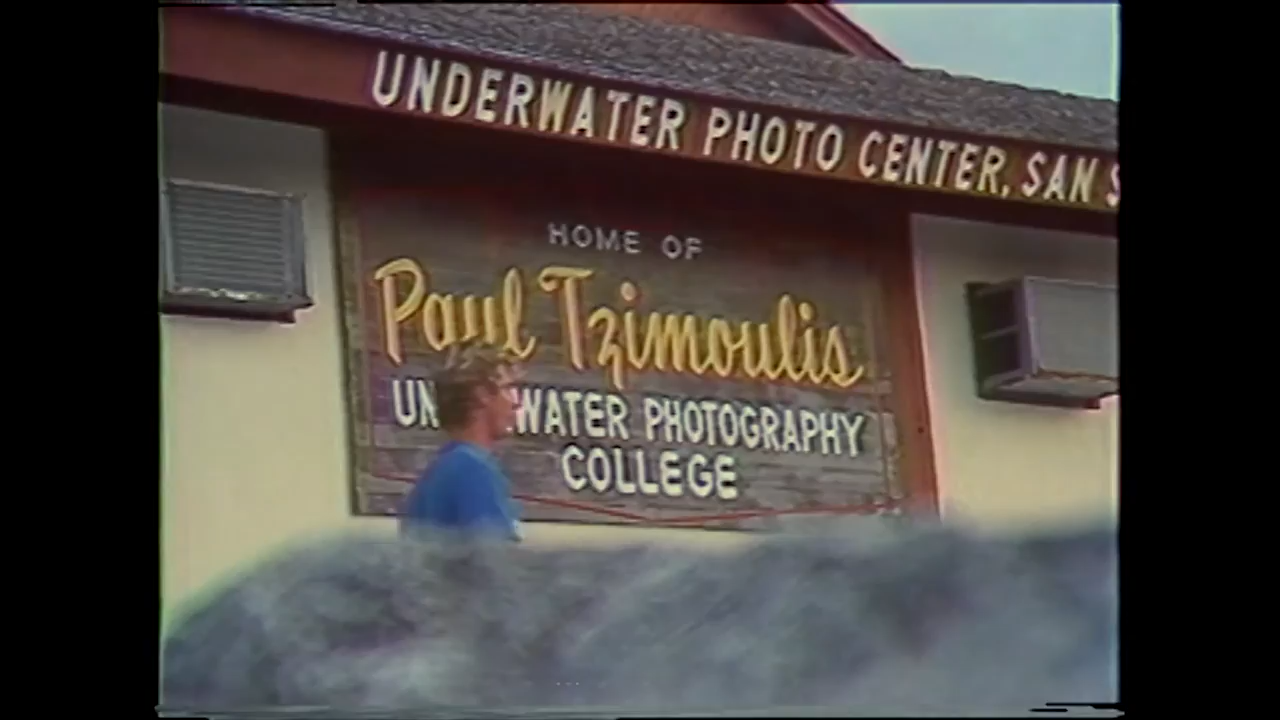 UNDERWATER PHOTO CENTER, SAN S
HOME OF
Paul Tzimoulis
UN WATER PHOTOGRAPHY
COLLEGE